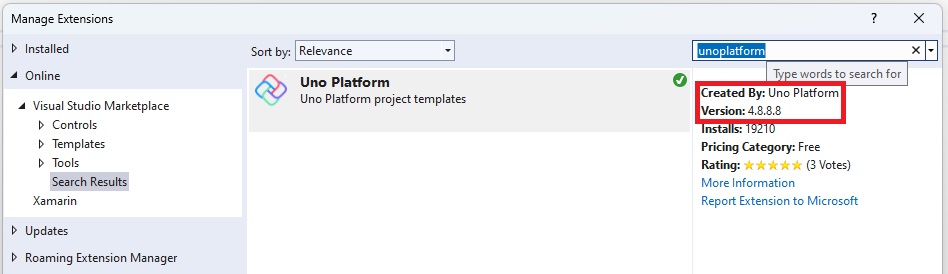 Manage Extensions
?
Installed
Online
Visual Studio Marketplace
Controls
Templates
Tools
Search Results
Xamarin
Updates
Roaming Extension Manager
Sort by: Relevance
Uno Platform
Uno Platform project templates
unoplatform
Type words to search for
Created By: Uno Platform
Version: 4.8.8.8
Installs: 19210
Pricing Category: Free
Rating: (3 Votes)
More Information
Report Extension to Microsoft